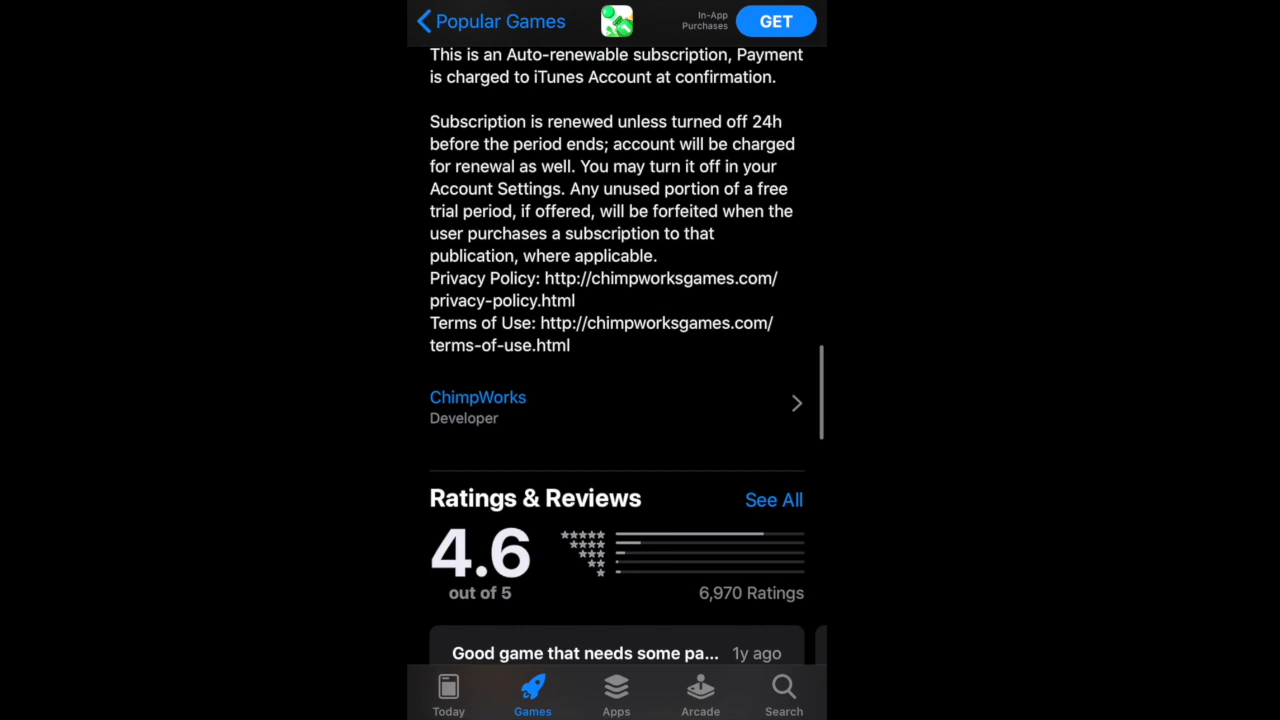 Popular Games
In-App
Purchases
GET
This is an Auto-renewable subscription, Payment
is charged to iTunes Account at confirmation.
Subscription is renewed unless turned off 24h
before the period ends; account will be charged
for renewal as well. You may turn it off in your
Account Settings. Any unused portion of a free
trial period, if offered, will be forfeited when the
user purchases a subscription to that
publication, where applicable.
Privacy Policy: http://chimpworksgames.com/
privacy-policy.html
Terms of Use: http://chimpworksgames.com/
terms-of-use.html
ChimpWorks
Developer
Ratings & Reviews See All
4.6
out of 5
6,970 Ratings
Good game that needs some pa... 1y ago
Today Games Apps Arcade Search